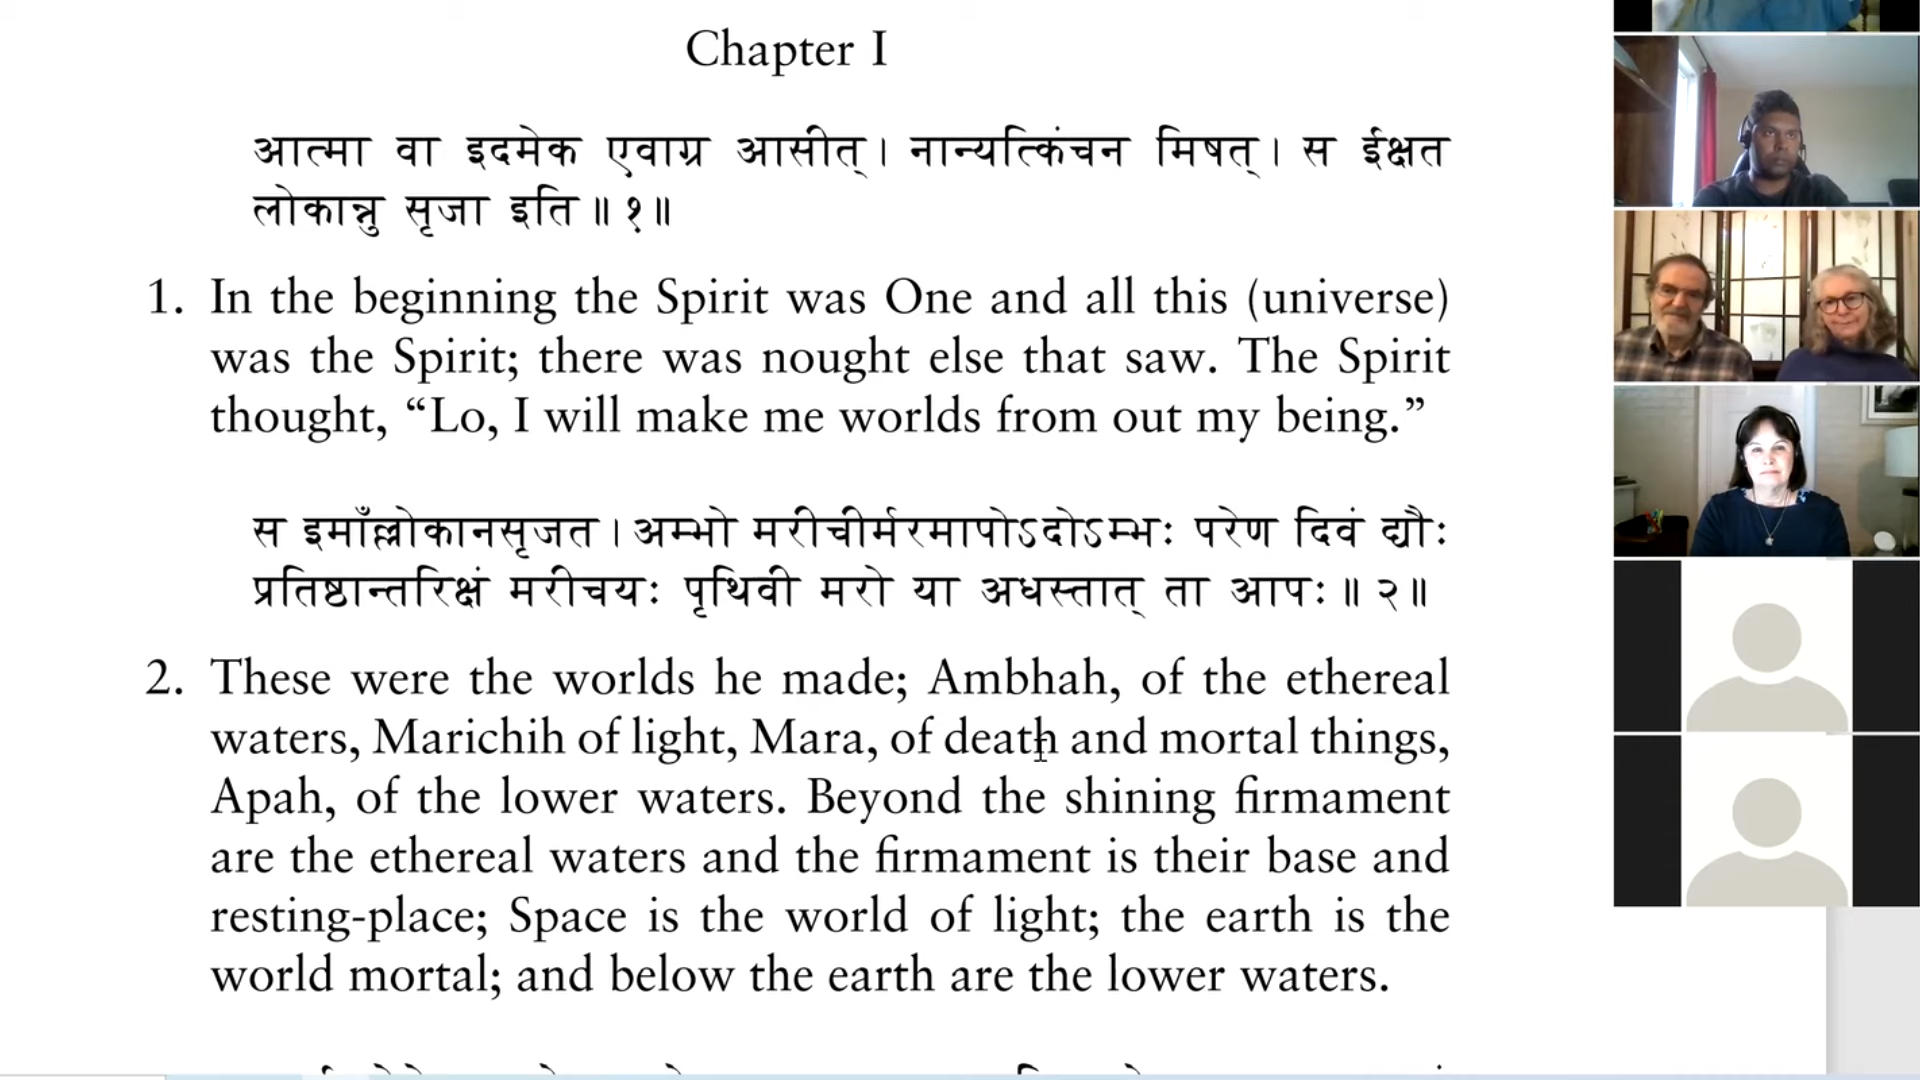 Chapter I
आत्मा वा इदमेक एवाग्र आसीत्। नान्यत्किंचन मिषत्। स ईक्षत
लोकान्नु सृजा इति॥ १॥
1. In the beginning the Spirit was One and all this (universe)
was the Spirit; there was nought else that saw. The Spirit
thought, “Lo, I will make me worlds from out my being.”
स इमाँल्लोकानसृजत। अम्भो मरीचीर्मरमापोऽदोऽम्भः परेण दिवं द्यौः
प्रतिष्ठान्तरिक्षं मरीचयः पृथिवी मरो या अधस्तात् ता आपः॥ २॥
2. These were the worlds he made; Ambhah, of the ethereal
waters, Marichih of light, Mara, of death and mortal things,
Apah, of the lower waters. Beyond the shining firmament
are the ethereal waters and the firmament is their base and
resting-place; Space is the world of light; the earth is the
world mortal; and below the earth are the lower waters.